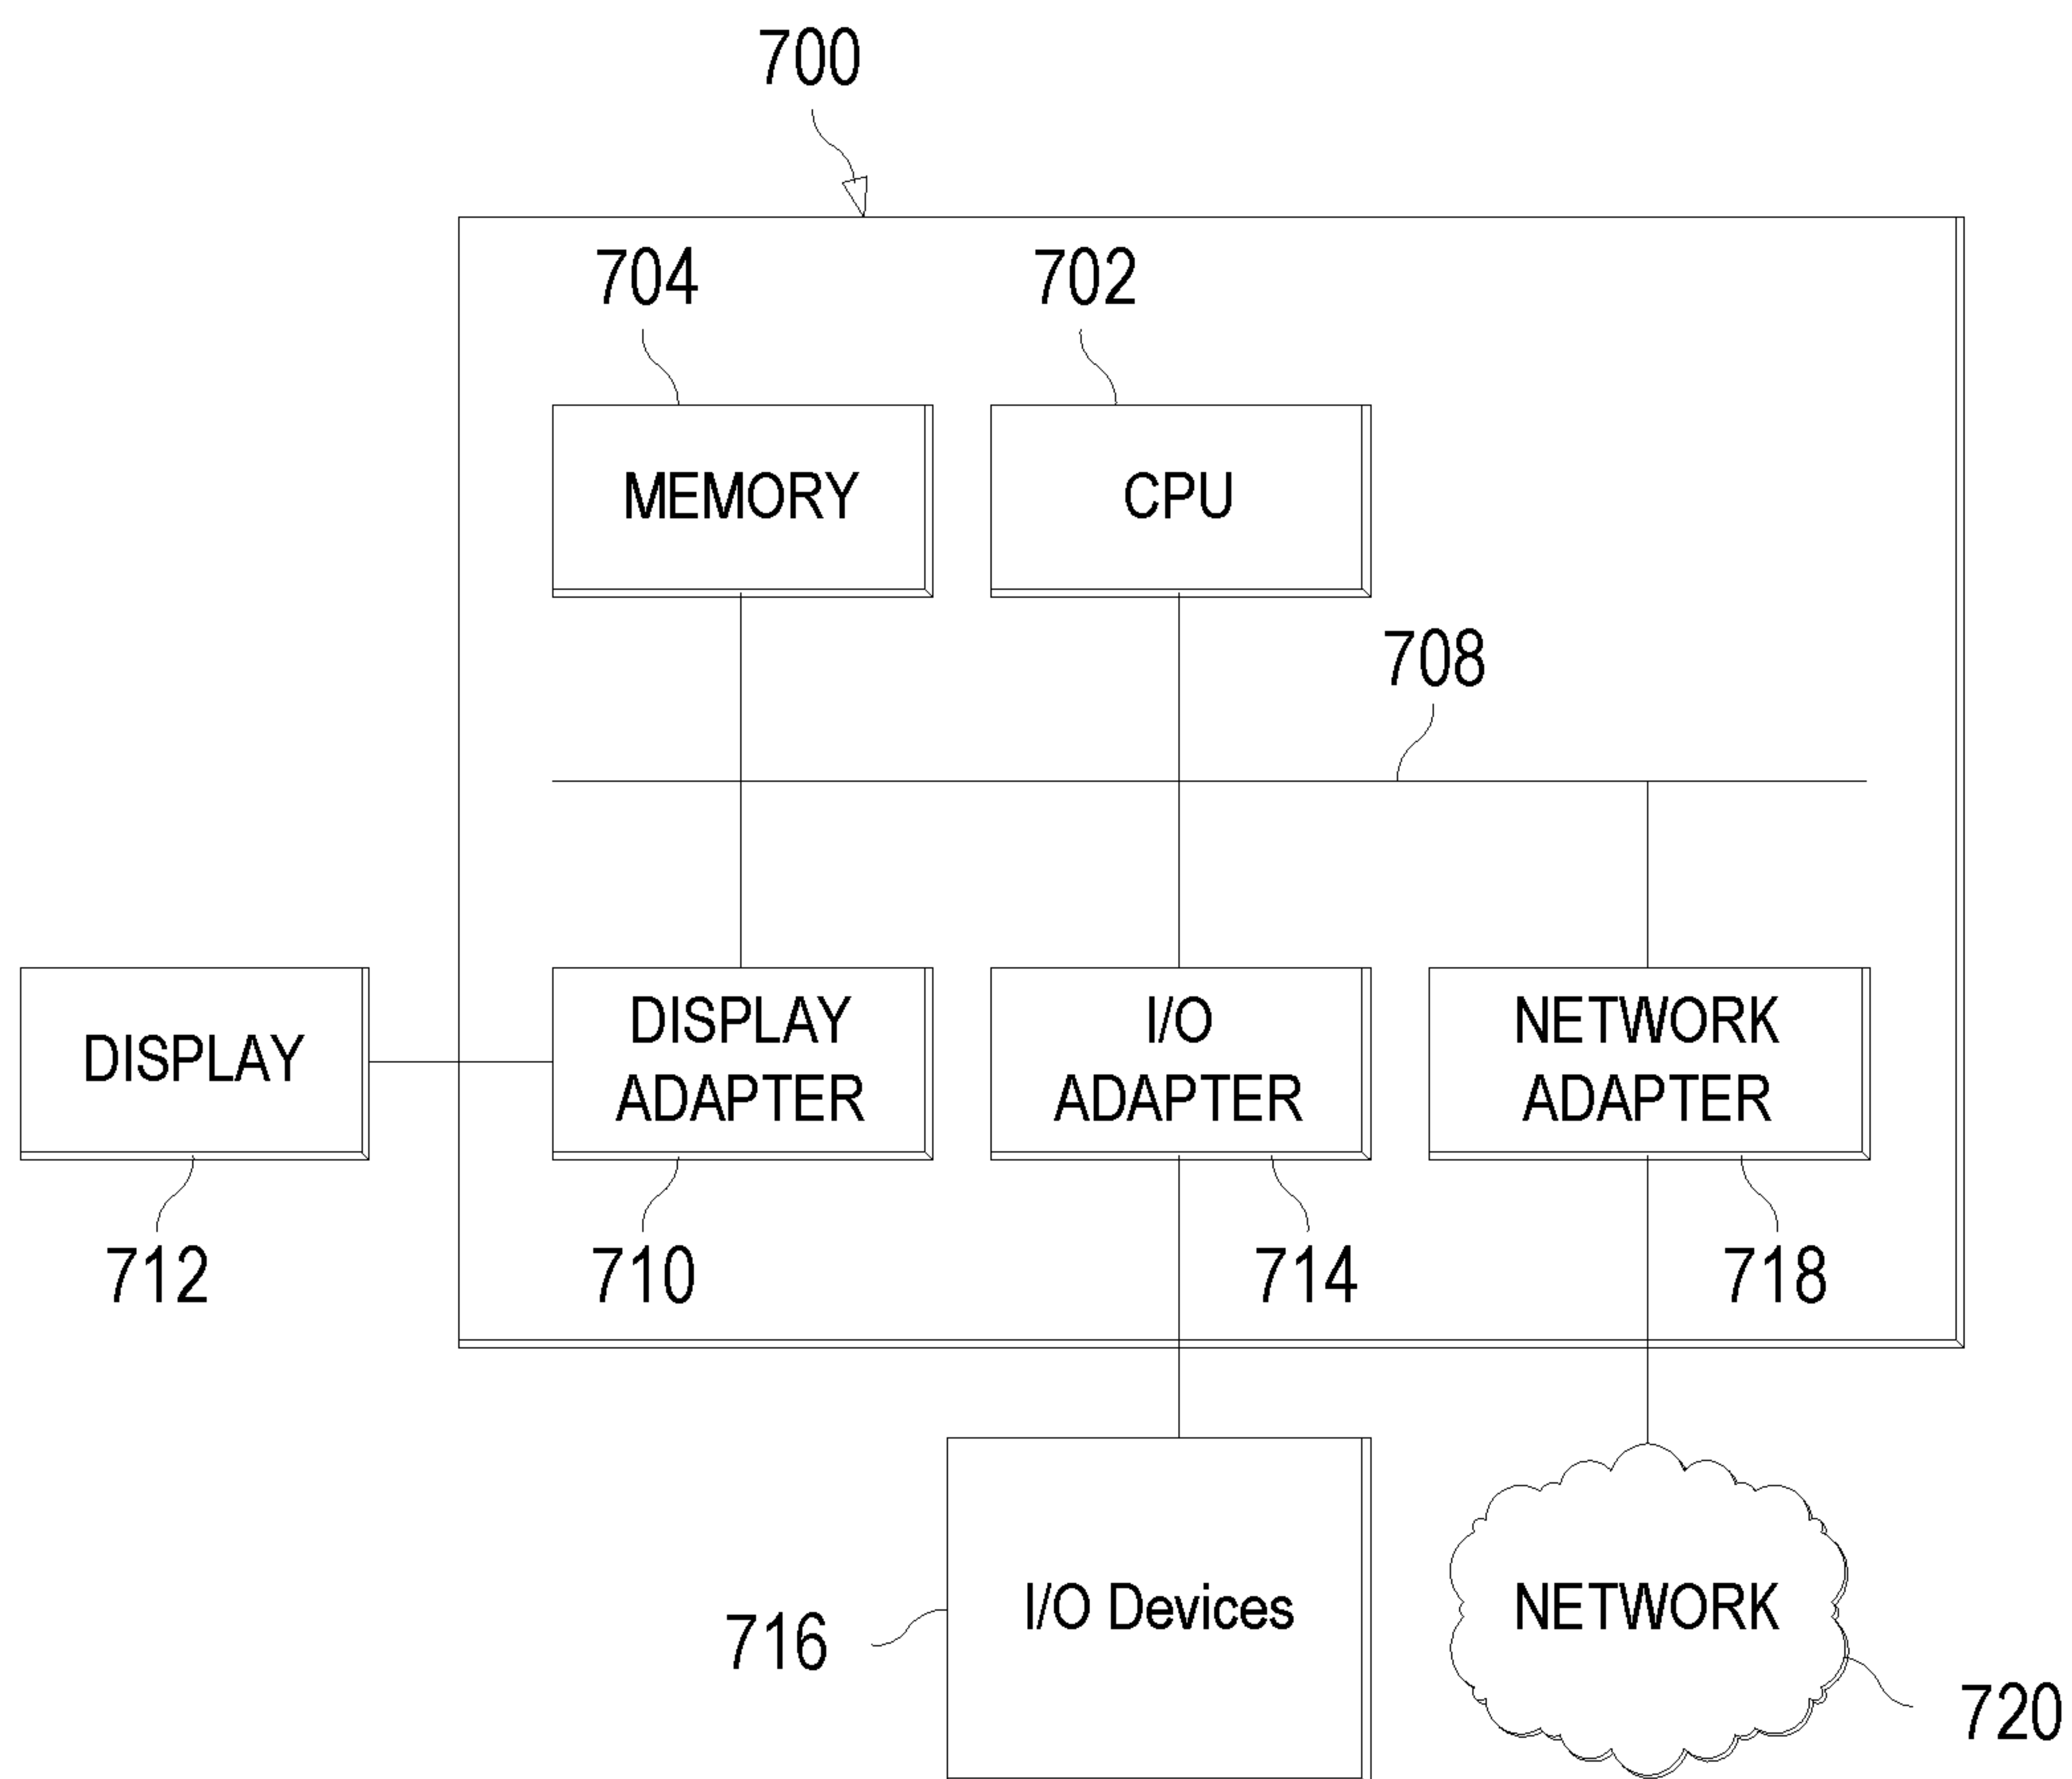 700
704
702
MEMORY
CPU
708
DISPLAY
DISPLAY
ADAPTER
I/O
ADAPTER
NETWORK
ADAPTER
712
710
714
718
I/O Devices
NETWORK
716
720